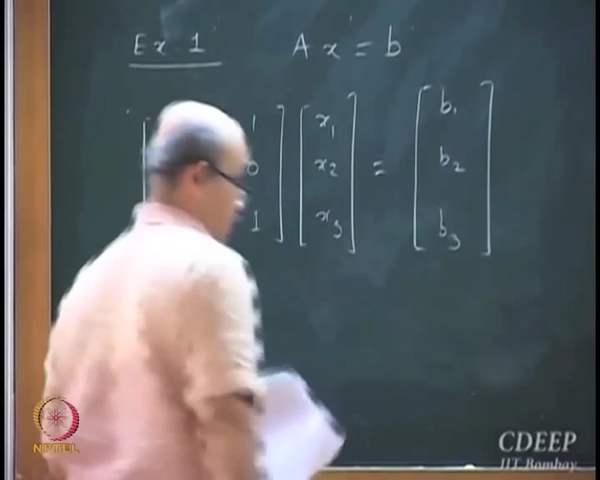 Ex 1 A x = b
1 x₁ b₁
0 x₂ = b₂
1 x₃ b₃
NPTEL
CDEEP
IIT Bombay